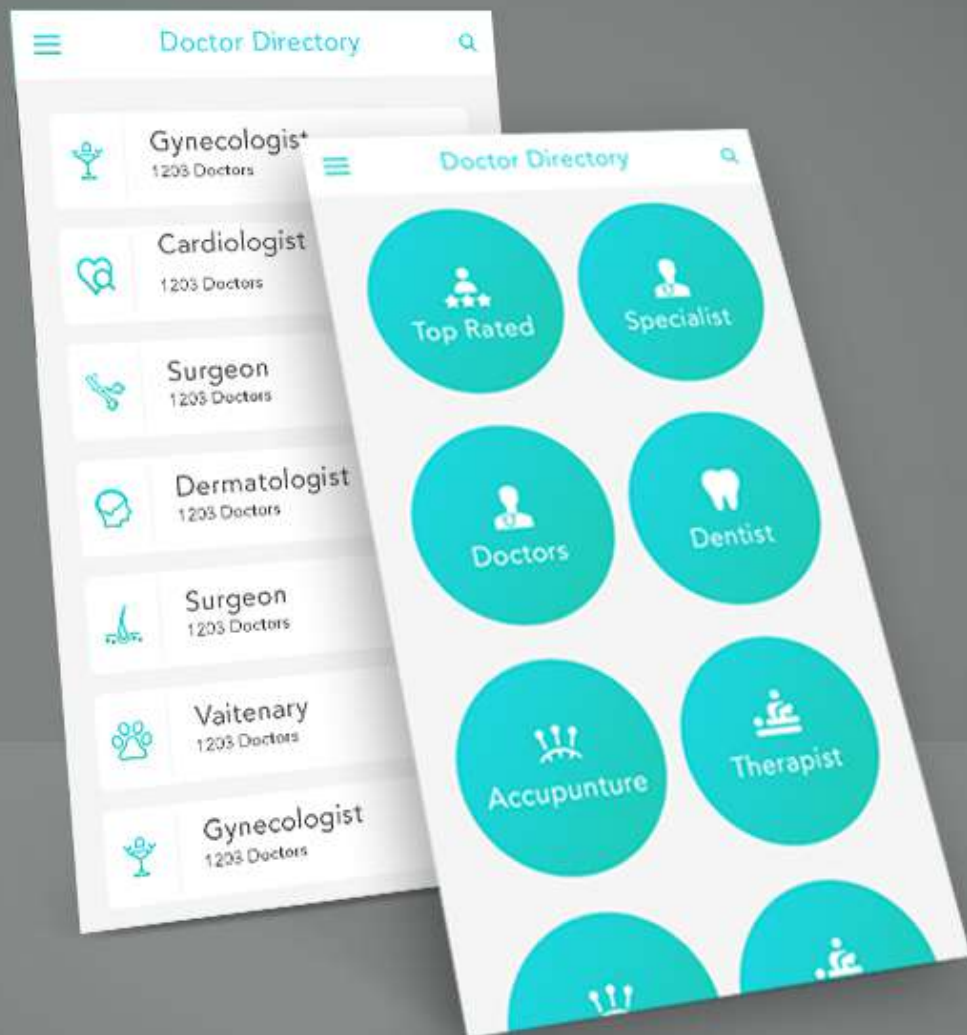 Doctor Directory
Gynecologist
1203 Doctors
Cardiologist
1203 Doctors
Surgeon
1203 Doctors
Dermatologist
1203 Doctors
Surgeon
1203 Doctors
Vaitenary
1203 Doctors
Gynecologist
1203 Doctors
Doctor Directory
Top Rated
Specialist
Doctors
Dentist
Accupunture
Therapist